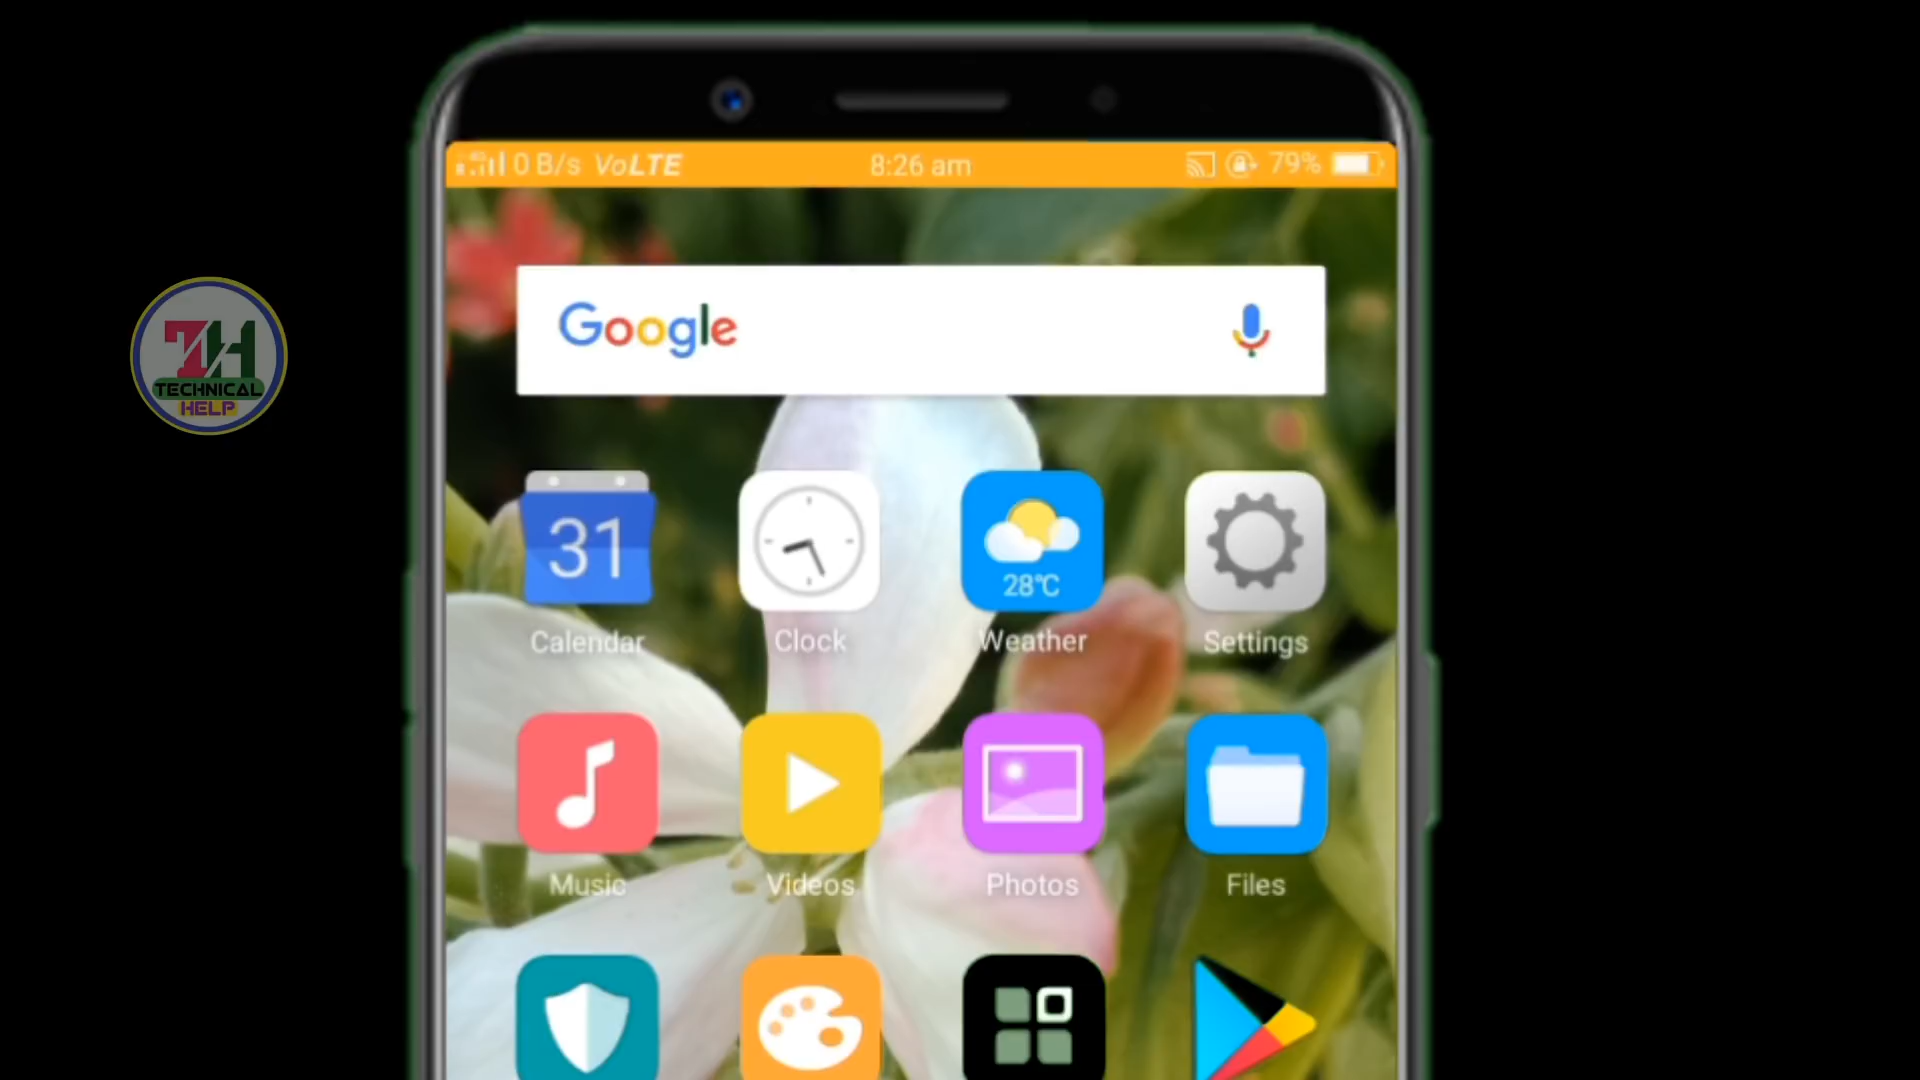 0 B/s VoLTE 8:26 am 79%
Google
TH
TECHNICAL
HELP
31
28°C
Calendar Clock Weather Settings
Music Videos Photos Files